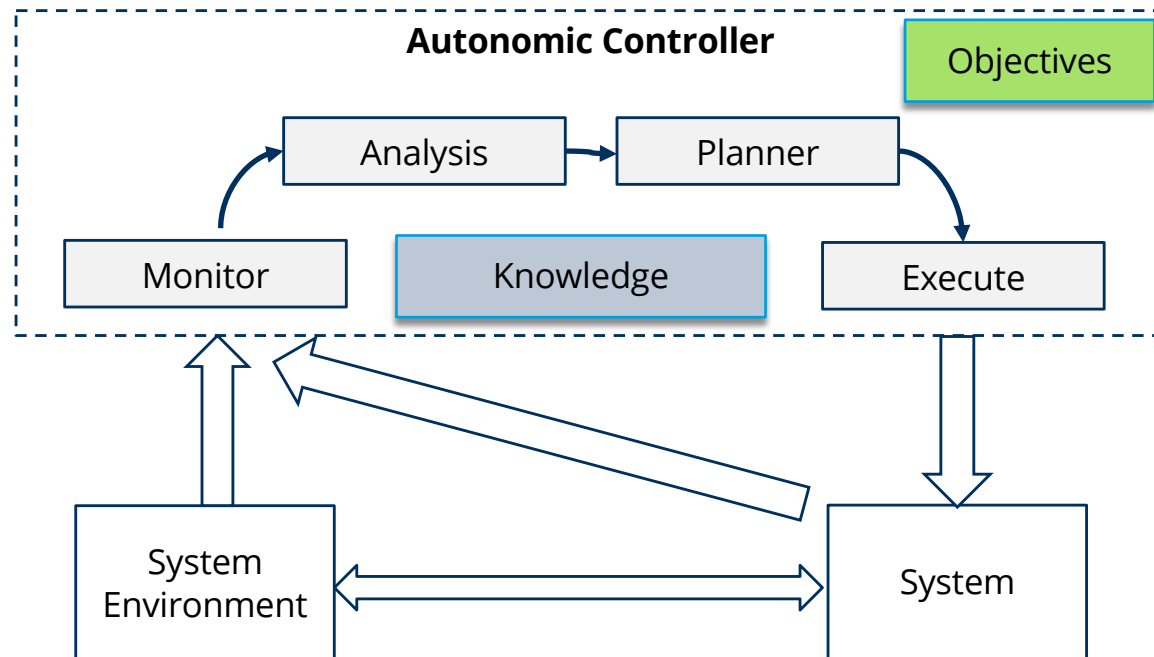 Autonomic Controller
Objectives
Analysis
Planner
Monitor
Knowledge
Execute
System
Environment
System